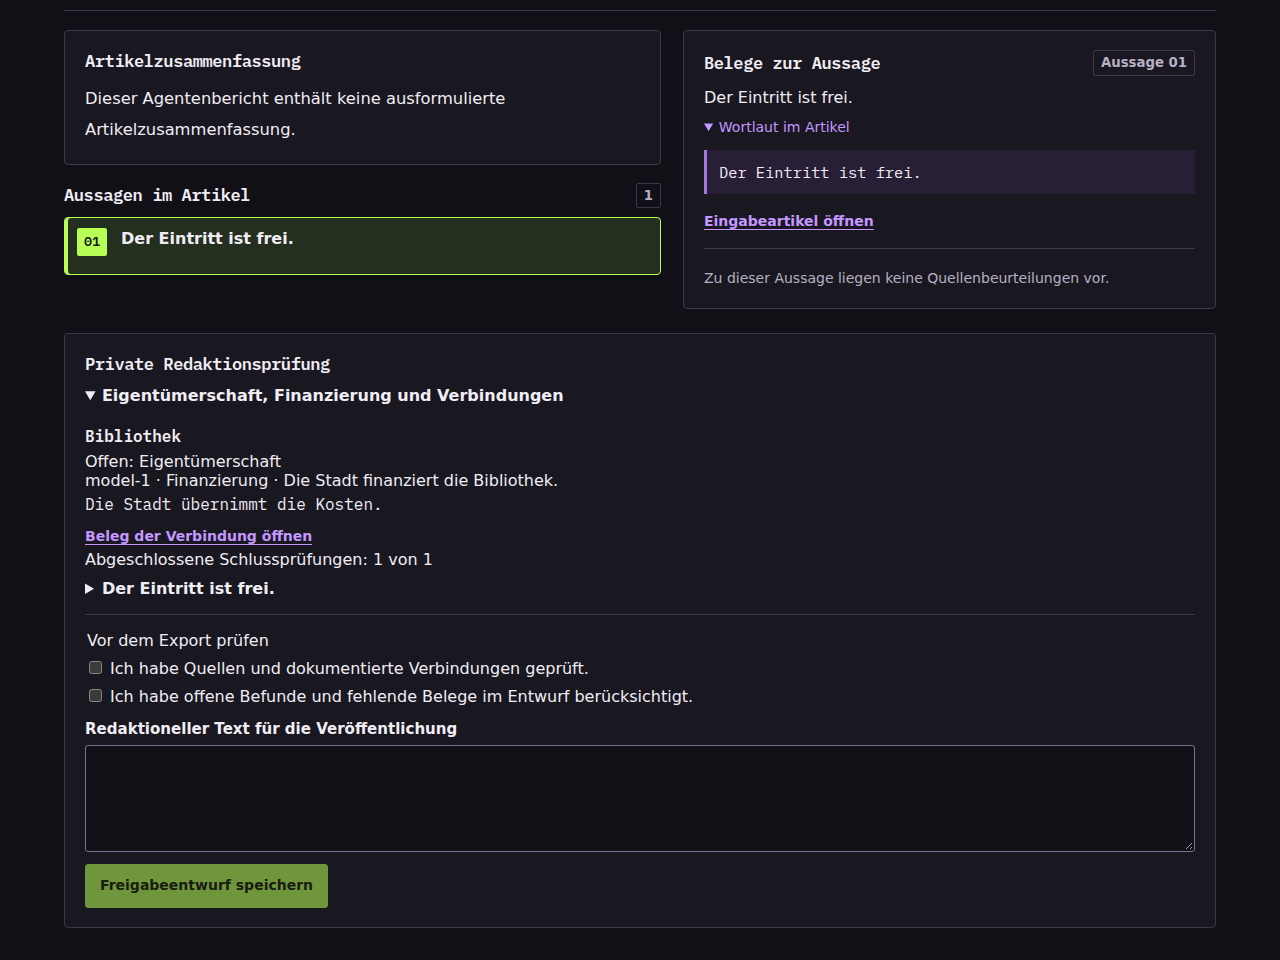 Artikelzusammenfassung
Dieser Agentenbericht enthält keine ausformulierte
Artikelzusammenfassung.
Aussagen im Artikel
1
01
Der Eintritt ist frei.
Belege zur Aussage
Aussage 01
Der Eintritt ist frei.
▼ Wortlaut im Artikel
Der Eintritt ist frei.
Eingabeartikel öffnen
Zu dieser Aussage liegen keine Quellenbeurteilungen vor.
Private Redaktionsprüfung
▼ Eigentümerschaft, Finanzierung und Verbindungen
Bibliothek
Offen: Eigentümerschaft
model-1 · Finanzierung · Die Stadt finanziert die Bibliothek.
Die Stadt übernimmt die Kosten.
Beleg der Verbindung öffnen
Abgeschlossene Schlussprüfungen: 1 von 1
▶ Der Eintritt ist frei.
Vor dem Export prüfen
Ich habe Quellen und dokumentierte Verbindungen geprüft.
Ich habe offene Befunde und fehlende Belege im Entwurf berücksichtigt.
Redaktioneller Text für die Veröffentlichung
Freigabeentwurf speichern